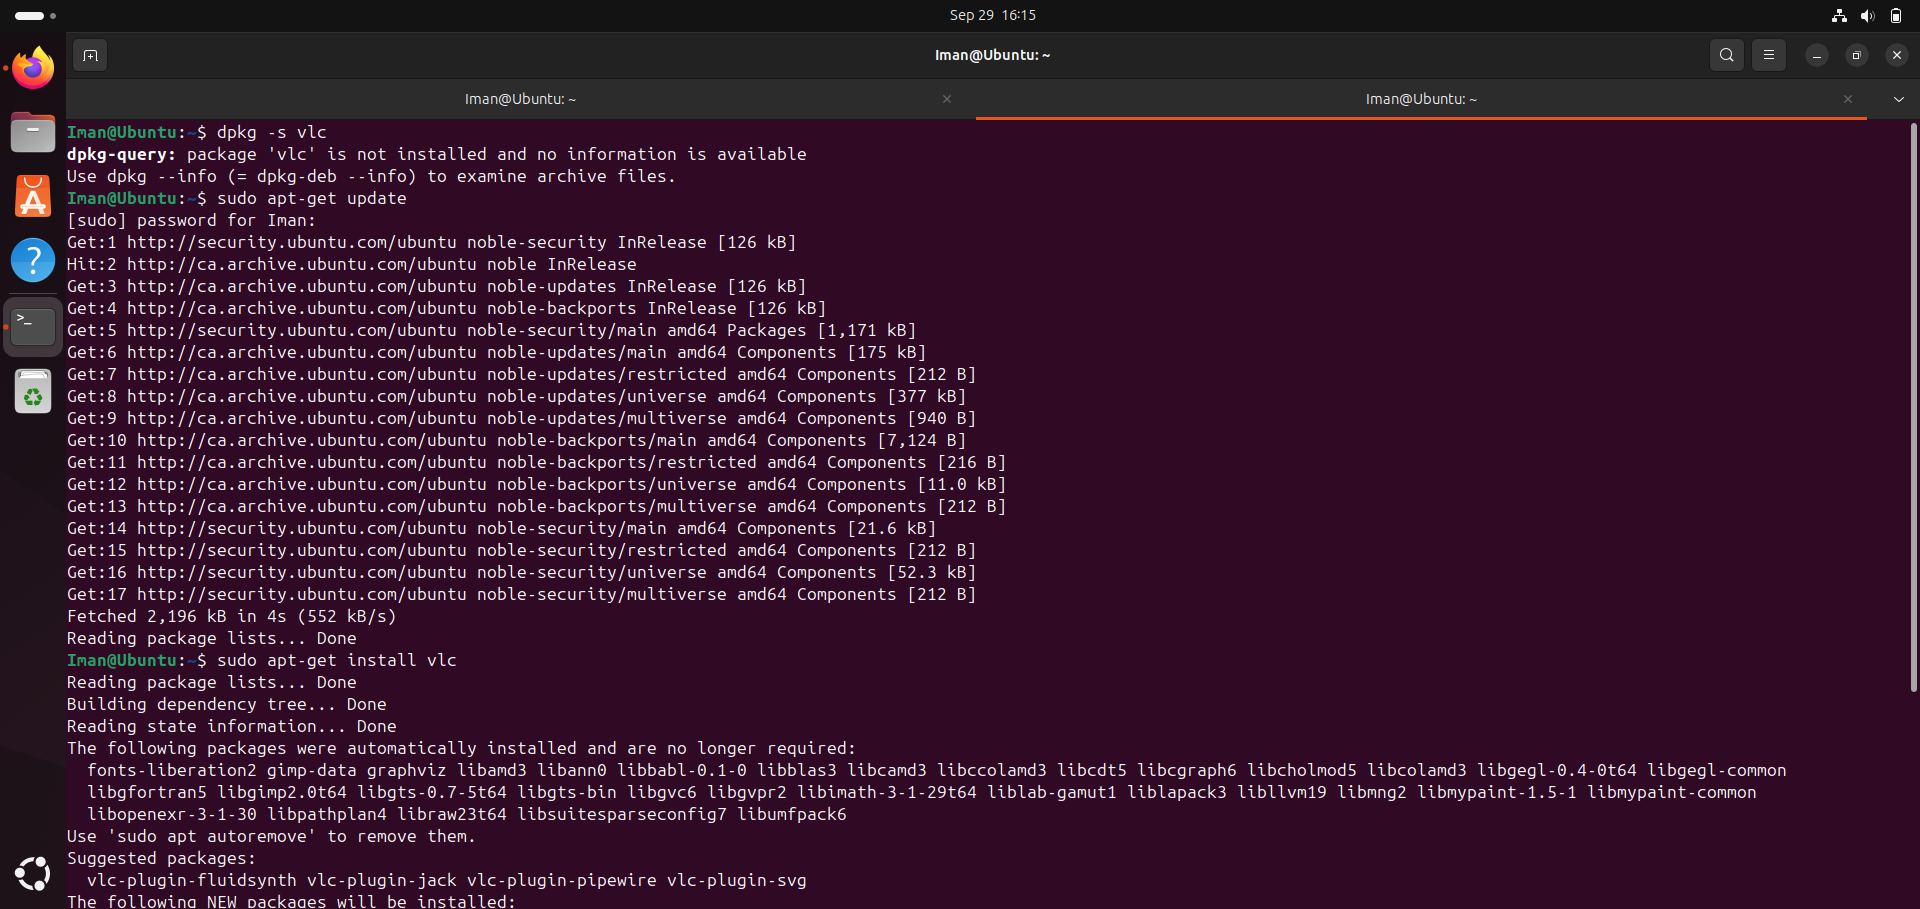 Sep 29 16:15
Iman@Ubuntu: ~
Iman@Ubuntu: ~
Iman@Ubuntu: ~
Iman@Ubuntu:~$ dpkg -s vlc
dpkg-query: package 'vlc' is not installed and no information is available
Use dpkg --info (= dpkg-deb --info) to examine archive files.
Iman@Ubuntu:~$ sudo apt-get update
[sudo] password for Iman:
Get:1 http://security.ubuntu.com/ubuntu noble-security InRelease [126 kB]
Hit:2 http://ca.archive.ubuntu.com/ubuntu noble InRelease
Get:3 http://ca.archive.ubuntu.com/ubuntu noble-updates InRelease [126 kB]
Get:4 http://ca.archive.ubuntu.com/ubuntu noble-backports InRelease [126 kB]
Get:5 http://security.ubuntu.com/ubuntu noble-security/main amd64 Packages [1,171 kB]
Get:6 http://ca.archive.ubuntu.com/ubuntu noble-updates/main amd64 Components [175 kB]
Get:7 http://ca.archive.ubuntu.com/ubuntu noble-updates/restricted amd64 Components [212 B]
Get:8 http://ca.archive.ubuntu.com/ubuntu noble-updates/universe amd64 Components [377 kB]
Get:9 http://ca.archive.ubuntu.com/ubuntu noble-updates/multiverse amd64 Components [940 B]
Get:10 http://ca.archive.ubuntu.com/ubuntu noble-backports/main amd64 Components [7,124 B]
Get:11 http://ca.archive.ubuntu.com/ubuntu noble-backports/restricted amd64 Components [216 B]
Get:12 http://ca.archive.ubuntu.com/ubuntu noble-backports/universe amd64 Components [11.0 kB]
Get:13 http://ca.archive.ubuntu.com/ubuntu noble-backports/multiverse amd64 Components [212 B]
Get:14 http://security.ubuntu.com/ubuntu noble-security/main amd64 Components [21.6 kB]
Get:15 http://security.ubuntu.com/ubuntu noble-security/restricted amd64 Components [212 B]
Get:16 http://security.ubuntu.com/ubuntu noble-security/universe amd64 Components [52.3 kB]
Get:17 http://security.ubuntu.com/ubuntu noble-security/multiverse amd64 Components [212 B]
Fetched 2,196 kB in 4s (552 kB/s)
Reading package lists... Done
Iman@Ubuntu:~$ sudo apt-get install vlc
Reading package lists... Done
Building dependency tree... Done
Reading state information... Done
The following packages were automatically installed and are no longer required:
  fonts-liberation2 gimp-data graphviz libamd3 libann0 libbabl-0.1-0 libblas3 libcamd3 libccolamd3 libcdt5 libcgraph6 libcholmod5 libcolamd3 libgegl-0.4-0t64 libgegl-common
  libgfortran5 libgimp2.0t64 libgts-0.7-5t64 libgts-bin libgvc6 libgvpr2 libimath-3-1-29t64 liblab-gamut1 liblapack3 libllvm19 libmng2 libmypaint-1.5-1 libmypaint-common
  libopenexr-3-1-30 libpathplan4 libraw23t64 libsuitesparseconfig7 libumfpack6
Use 'sudo apt autoremove' to remove them.
Suggested packages:
  vlc-plugin-fluidsynth vlc-plugin-jack vlc-plugin-pipewire vlc-plugin-svg
The following NEW packages will be installed: